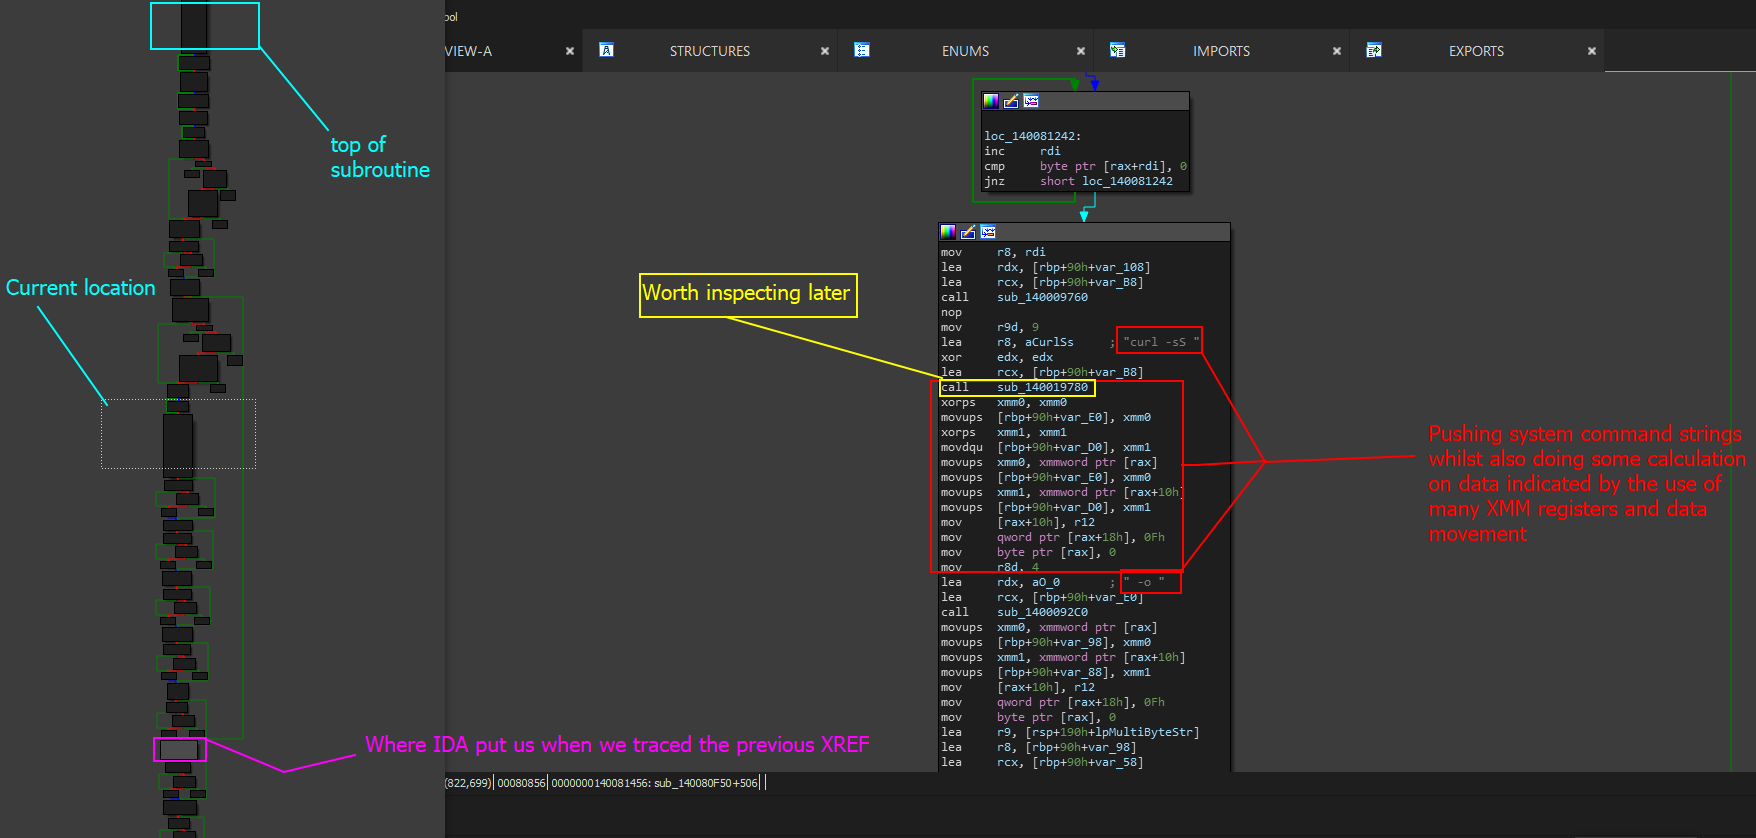 ool
VIEW-A
STRUCTURES
ENUMS
IMPORTS
EXPORTS
top of
subroutine
Current location
Where IDA put us when we traced the previous XREF
loc_140081242:
inc rdi
cmp byte ptr [rax+rdi], 0
jnz short loc_140081242
Worth inspecting later
mov r8, rdi
lea rdx, [rbp+90h+var_108]
lea rcx, [rbp+90h+var_B8]
call sub_140009760
nop
mov r9d, 9
lea r8, aCurlSs ; "curl -sS "
xor edx, edx
lea rcx, [rbp+90h+var_B8]
call sub_140019780
xorps xmm0, xmm0
movups [rbp+90h+var_E0], xmm0
xorps xmm1, xmm1
movdqu [rbp+90h+var_D0], xmm1
movups xmm0, xmmword ptr [rax]
movups [rbp+90h+var_E0], xmm0
movups xmm1, xmmword ptr [rax+10h]
movups [rbp+90h+var_D0], xmm1
mov [rax+10h], r12
mov qword ptr [rax+18h], 0Fh
mov byte ptr [rax], 0
mov r8d, 4
lea rdx, aO_0 ; " -o "
lea rcx, [rbp+90h+var_E0]
call sub_1400092C0
movups xmm0, xmmword ptr [rax]
movups [rbp+90h+var_98], xmm0
movups xmm1, xmmword ptr [rax+10h]
movups [rbp+90h+var_88], xmm1
mov [rax+10h], r12
mov qword ptr [rax+18h], 0Fh
mov byte ptr [rax], 0
lea r9, [rsp+190h+lpMultiByteStr]
lea r8, [rbp+90h+var_98]
lea rcx, [rbp+90h+var_58]
Pushing system command strings
whilst also doing some calculation
on data indicated by the use of
many XMM registers and data
movement
(822,699) 00080856 0000000140081456: sub_140080F50+506